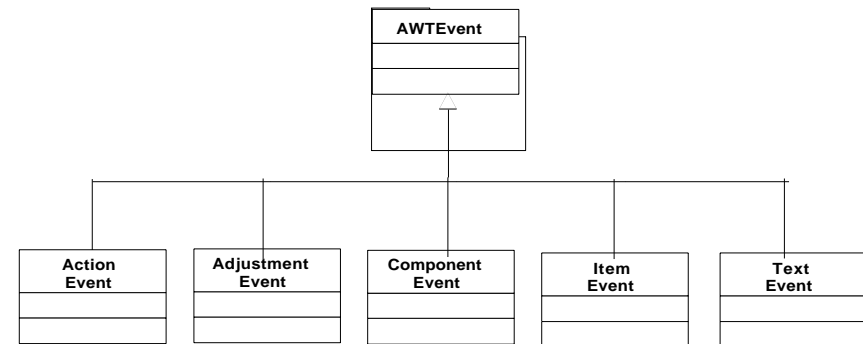 AWTEvent
Action
Event
Adjustment
Event
Component
Event
Item
Event
Text
Event